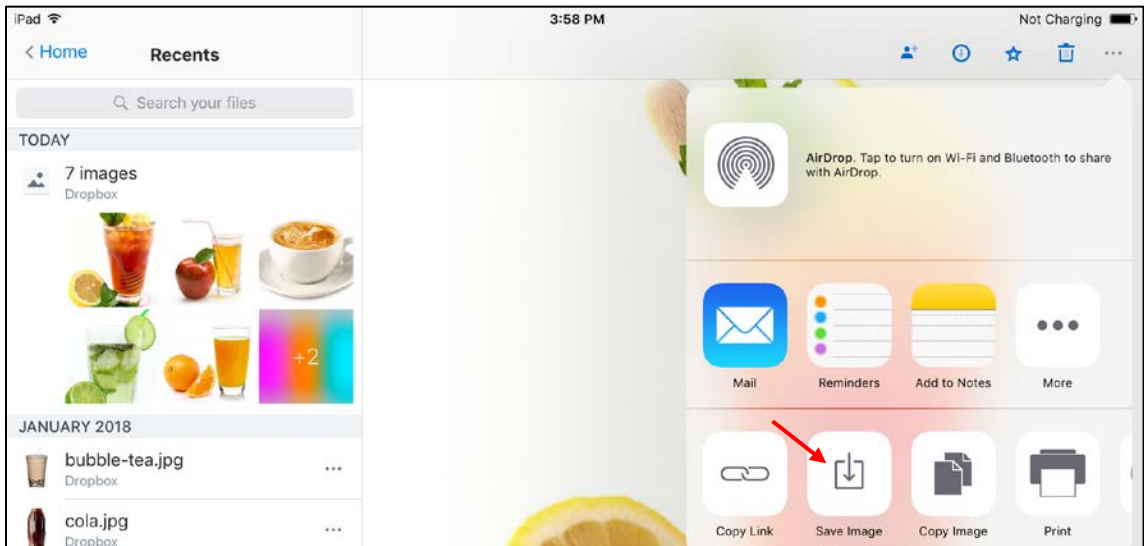 iPad
3:58 PM
Not Charging
Home
Recents
Search your files
TODAY
7 images
Dropbox
+2
JANUARY 2018
bubble-tea.jpg
Dropbox
cola.jpg
Dropbox
AirDrop. Tap to turn on Wi-Fi and Bluetooth to share
with AirDrop.
Mail
Reminders
Add to Notes
More
Copy Link
Save Image
Copy Image
Print